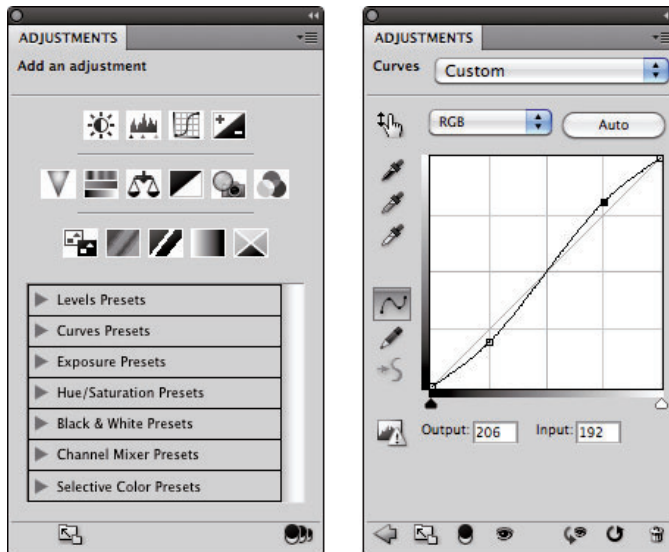 ADJUSTMENTS
Add an adjustment
Levels Presets
Curves Presets
Exposure Presets
Hue/Saturation Presets
Black & White Presets
Channel Mixer Presets
Selective Color Presets
ADJUSTMENTS
Curves Custom
RGB Auto
Output: 206 Input: 192